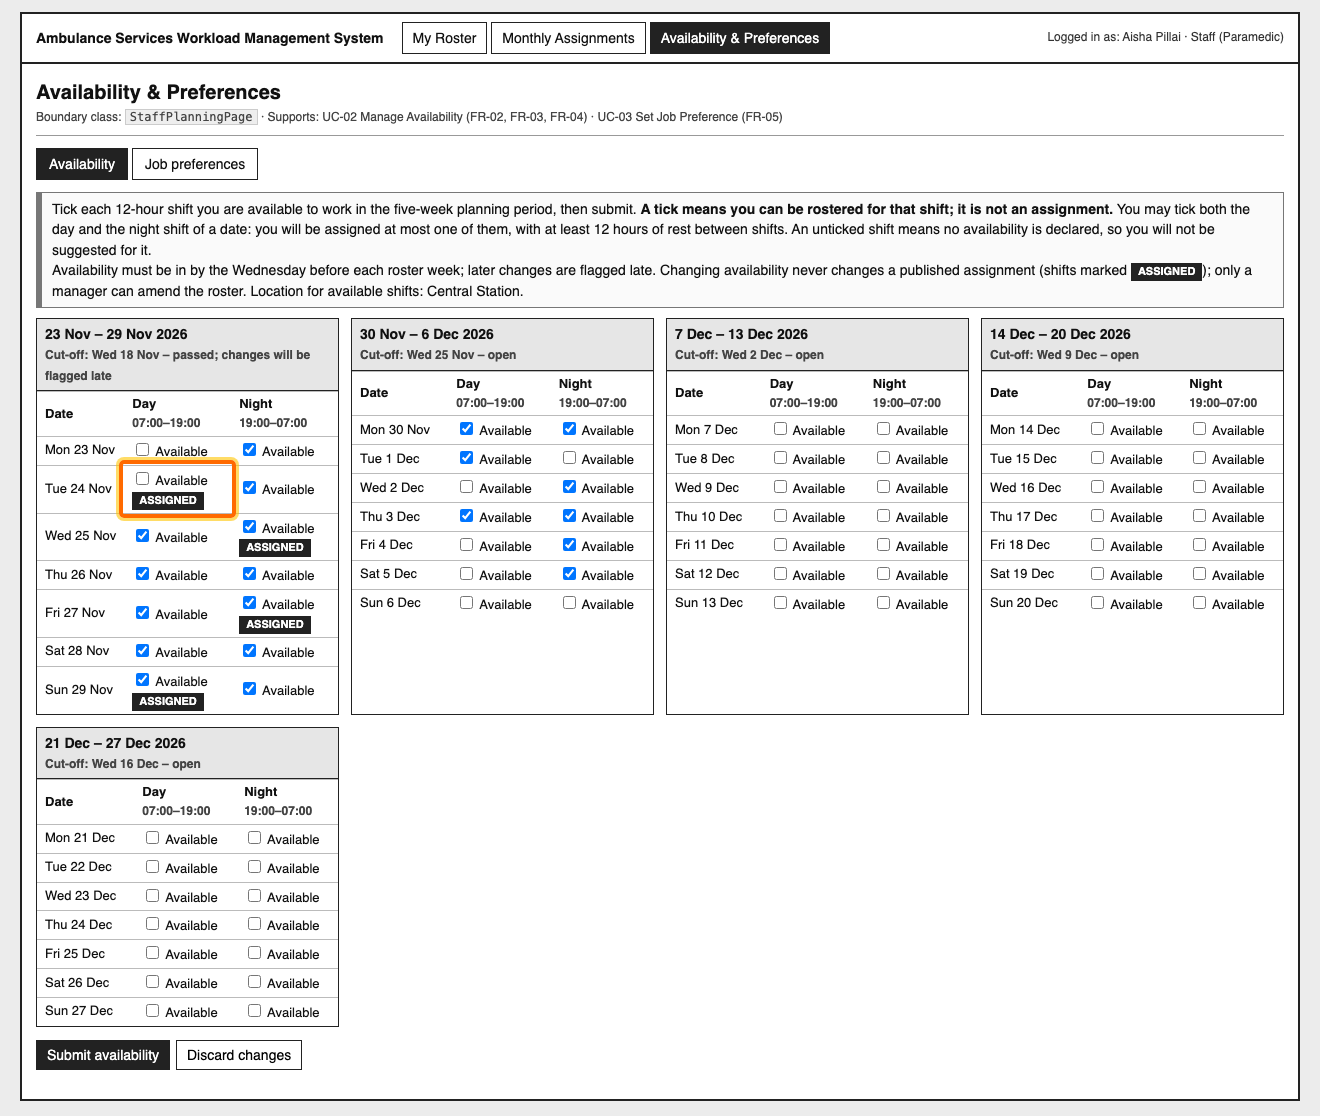 Ambulance Services Workload Management System
My Roster
Monthly Assignments
Availability & Preferences
Logged in as: Aisha Pillai · Staff (Paramedic)
Availability & Preferences
Boundary class: StaffPlanningPage · Supports: UC-02 Manage Availability (FR-02, FR-03, FR-04) · UC-03 Set Job Preference (FR-05)
Availability
Job preferences
Tick each 12-hour shift you are available to work in the five-week planning period, then submit. A tick means you can be rostered for that shift; it is not an assignment. You may tick both the
day and the night shift of a date: you will be assigned at most one of them, with at least 12 hours of rest between shifts. An unticked shift means no availability is declared, so you will not be
suggested for it.
Availability must be in by the Wednesday before each roster week; later changes are flagged late. Changing availability never changes a published assignment (shifts marked ASSIGNED); only a
manager can amend the roster. Location for available shifts: Central Station.
23 Nov – 29 Nov 2026
Cut-off: Wed 18 Nov – passed; changes will be
flagged late
Date Day Night
07:00–19:00 19:00–07:00
Mon 23 Nov Available Available
Tue 24 Nov Available Available
ASSIGNED
Wed 25 Nov Available Available
ASSIGNED
Thu 26 Nov Available Available
Fri 27 Nov Available Available
ASSIGNED
Sat 28 Nov Available Available
Sun 29 Nov Available Available
ASSIGNED
30 Nov – 6 Dec 2026
Cut-off: Wed 25 Nov – open
Date Day Night
07:00–19:00 19:00–07:00
Mon 30 Nov Available Available
Tue 1 Dec Available Available
Wed 2 Dec Available Available
Thu 3 Dec Available Available
Fri 4 Dec Available Available
Sat 5 Dec Available Available
Sun 6 Dec Available Available
7 Dec – 13 Dec 2026
Cut-off: Wed 2 Dec – open
Date Day Night
07:00–19:00 19:00–07:00
Mon 7 Dec Available Available
Tue 8 Dec Available Available
Wed 9 Dec Available Available
Thu 10 Dec Available Available
Fri 11 Dec Available Available
Sat 12 Dec Available Available
Sun 13 Dec Available Available
14 Dec – 20 Dec 2026
Cut-off: Wed 9 Dec – open
Date Day Night
07:00–19:00 19:00–07:00
Mon 14 Dec Available Available
Tue 15 Dec Available Available
Wed 16 Dec Available Available
Thu 17 Dec Available Available
Fri 18 Dec Available Available
Sat 19 Dec Available Available
Sun 20 Dec Available Available
21 Dec – 27 Dec 2026
Cut-off: Wed 16 Dec – open
Date Day Night
07:00–19:00 19:00–07:00
Mon 21 Dec Available Available
Tue 22 Dec Available Available
Wed 23 Dec Available Available
Thu 24 Dec Available Available
Fri 25 Dec Available Available
Sat 26 Dec Available Available
Sun 27 Dec Available Available
Submit availability
Discard changes